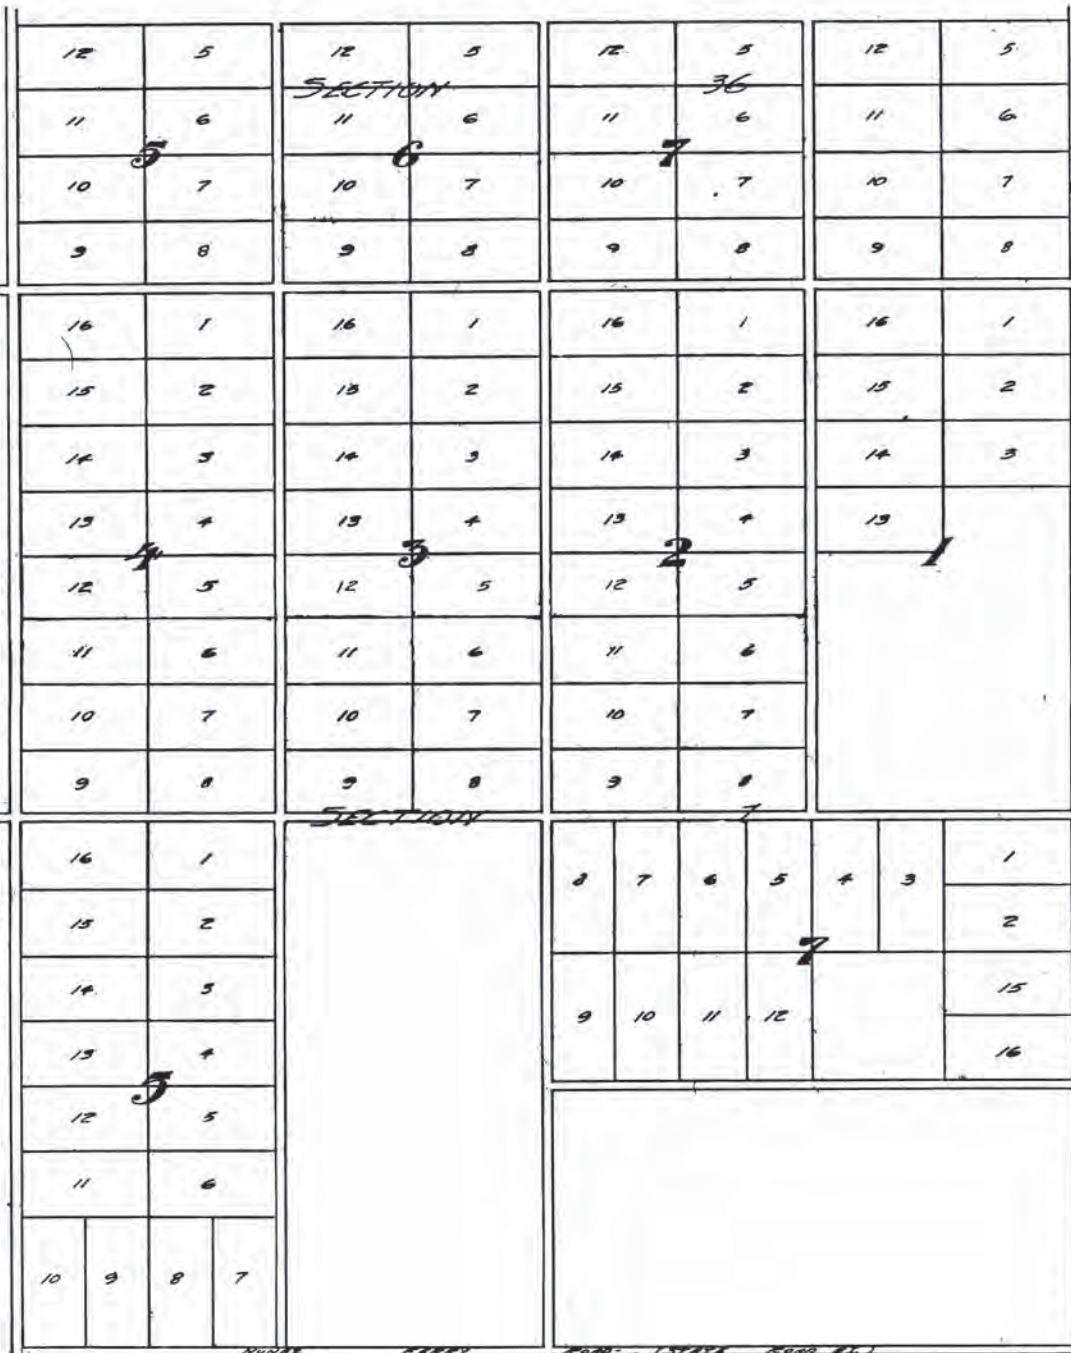 12 5 12 5 12 5 12 5
SECTION 36
11 6 11 6 11 6 11 6
5 6 7
10 7 10 7 10 7 10 7
9 8 9 8 9 8 9 8
16 1 16 1 16 1 16 1
15 2 15 2 15 2 15 2
14 3 14 3 14 3 14 3
13 4 13 4 13 4 13
4 3 2 1
12 5 12 5 12 5
11 6 11 6 11 6
10 7 10 7 10 7
9 8 9 8 9 8
SECTION 7
16 1 8 7 6 5 4 3 1
15 2 2
7
14 3 15
9 10 11 12
13 4 16
5
12 5
11 6
10 9 8 7
FERRY ROAD (STATE ROAD